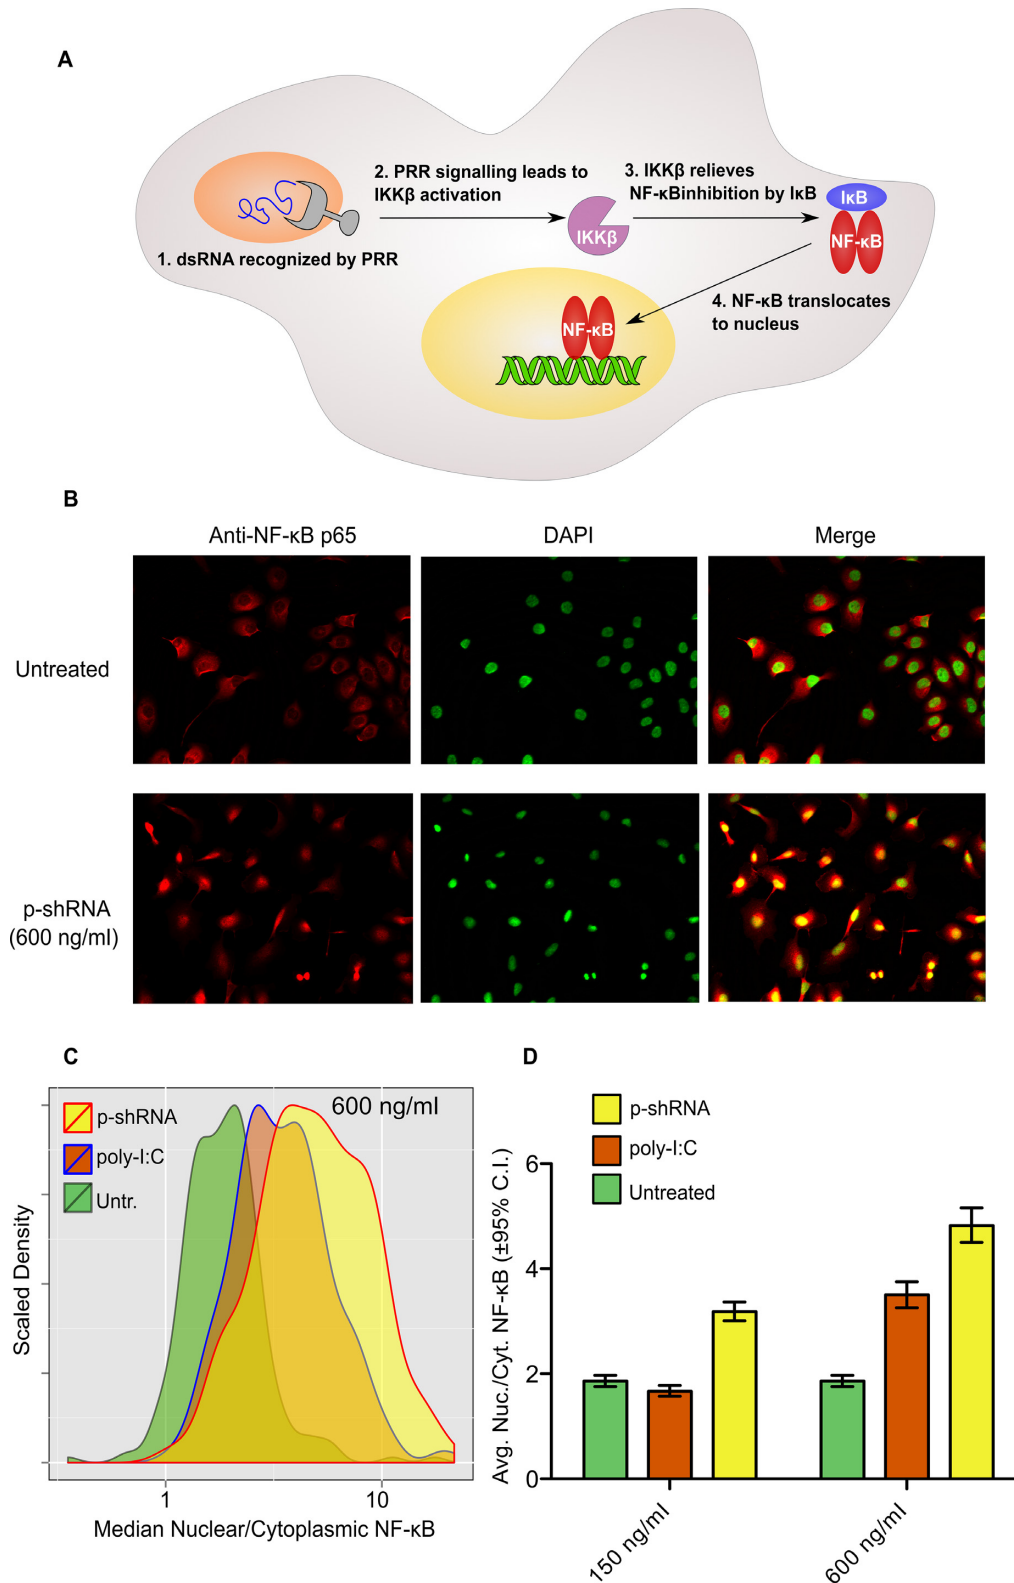 A
2. PRR signalling leads to
IKKβ activation
3. IKKβ relieves
NF-κBinhibition by IκB
IκB
NF-κB
IKKβ
1. dsRNA recognized by PRR
4. NF-κB translocates
to nucleus
NF-κB
B
Anti-NF-κB p65
DAPI
Merge
Untreated
p-shRNA
(600 ng/ml)
C
600 ng/ml
p-shRNA
poly-I:C
Untr.
Scaled Density
1
10
Median Nuclear/Cytoplasmic NF-κB
D
p-shRNA
poly-I:C
Untreated
Avg. Nuc./Cyt. NF-κB (±95% C.I.)
6
4
2
0
150 ng/ml
600 ng/ml